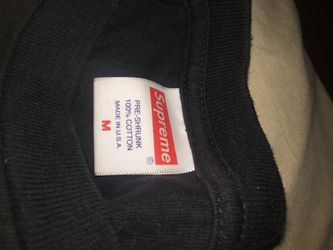 Supreme
®
PRE-SHRUNK
100% COTTON
MADE IN U.S.A.
M